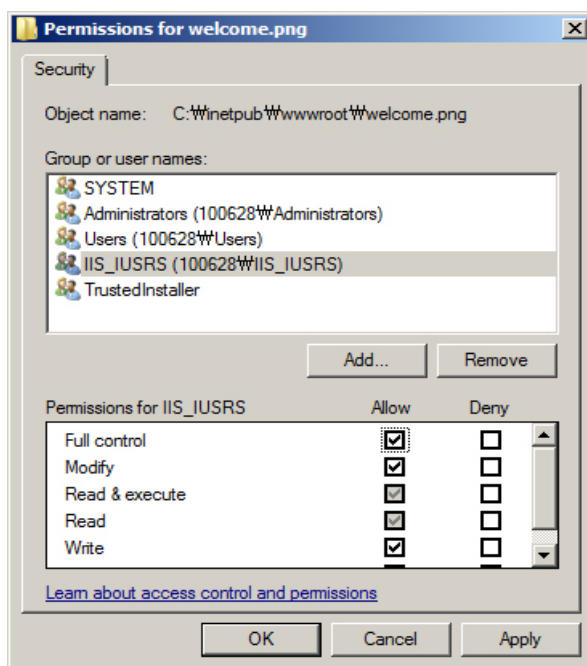 Permissions for welcome.png
Security
Object name: C:₩inetpub₩wwwroot₩welcome.png
Group or user names:
SYSTEM
Administrators (100628₩Administrators)
Users (100628₩Users)
IIS_IUSRS (100628₩IIS_IUSRS)
TrustedInstaller
Add... Remove
Permissions for IIS_IUSRS Allow Deny
Full control
Modify
Read & execute
Read
Write
Learn about access control and permissions
OK Cancel Apply